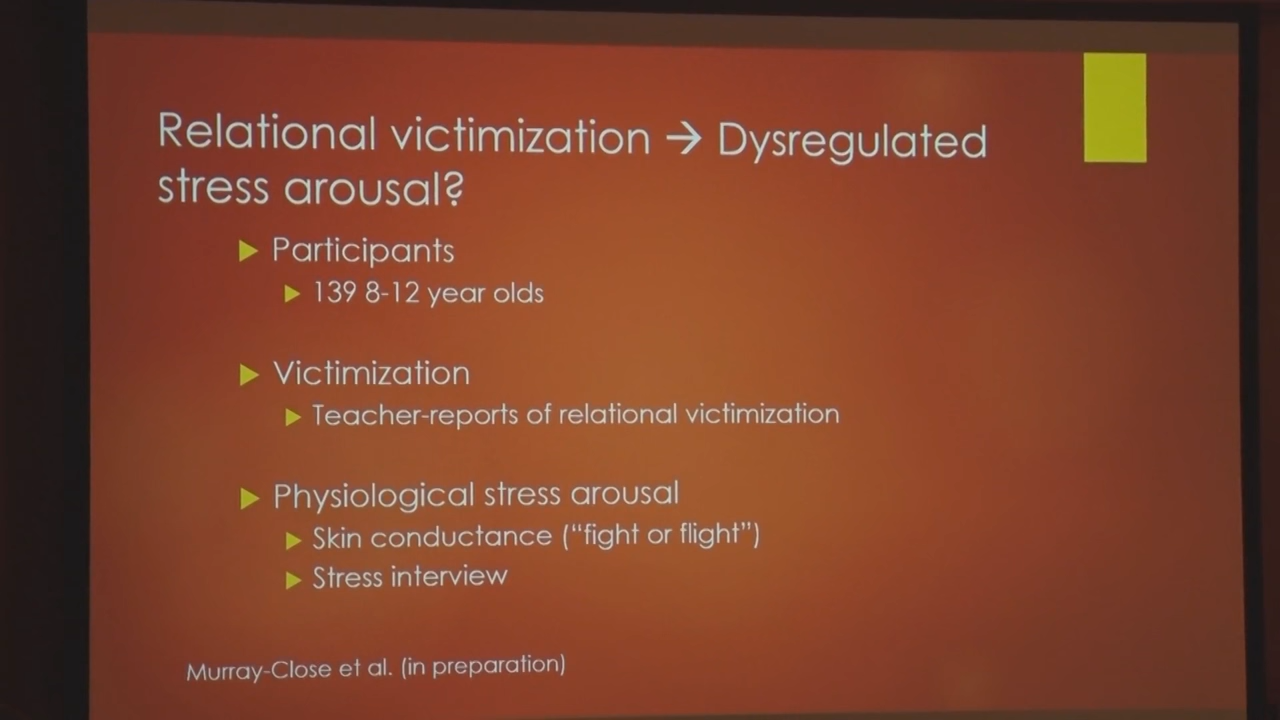 Relational victimization → Dysregulated
stress arousal?
Participants
139 8-12 year olds
Victimization
Teacher-reports of relational victimization
Physiological stress arousal
Skin conductance (“fight or flight”)
Stress interview
Murray-Close et al. (in preparation)